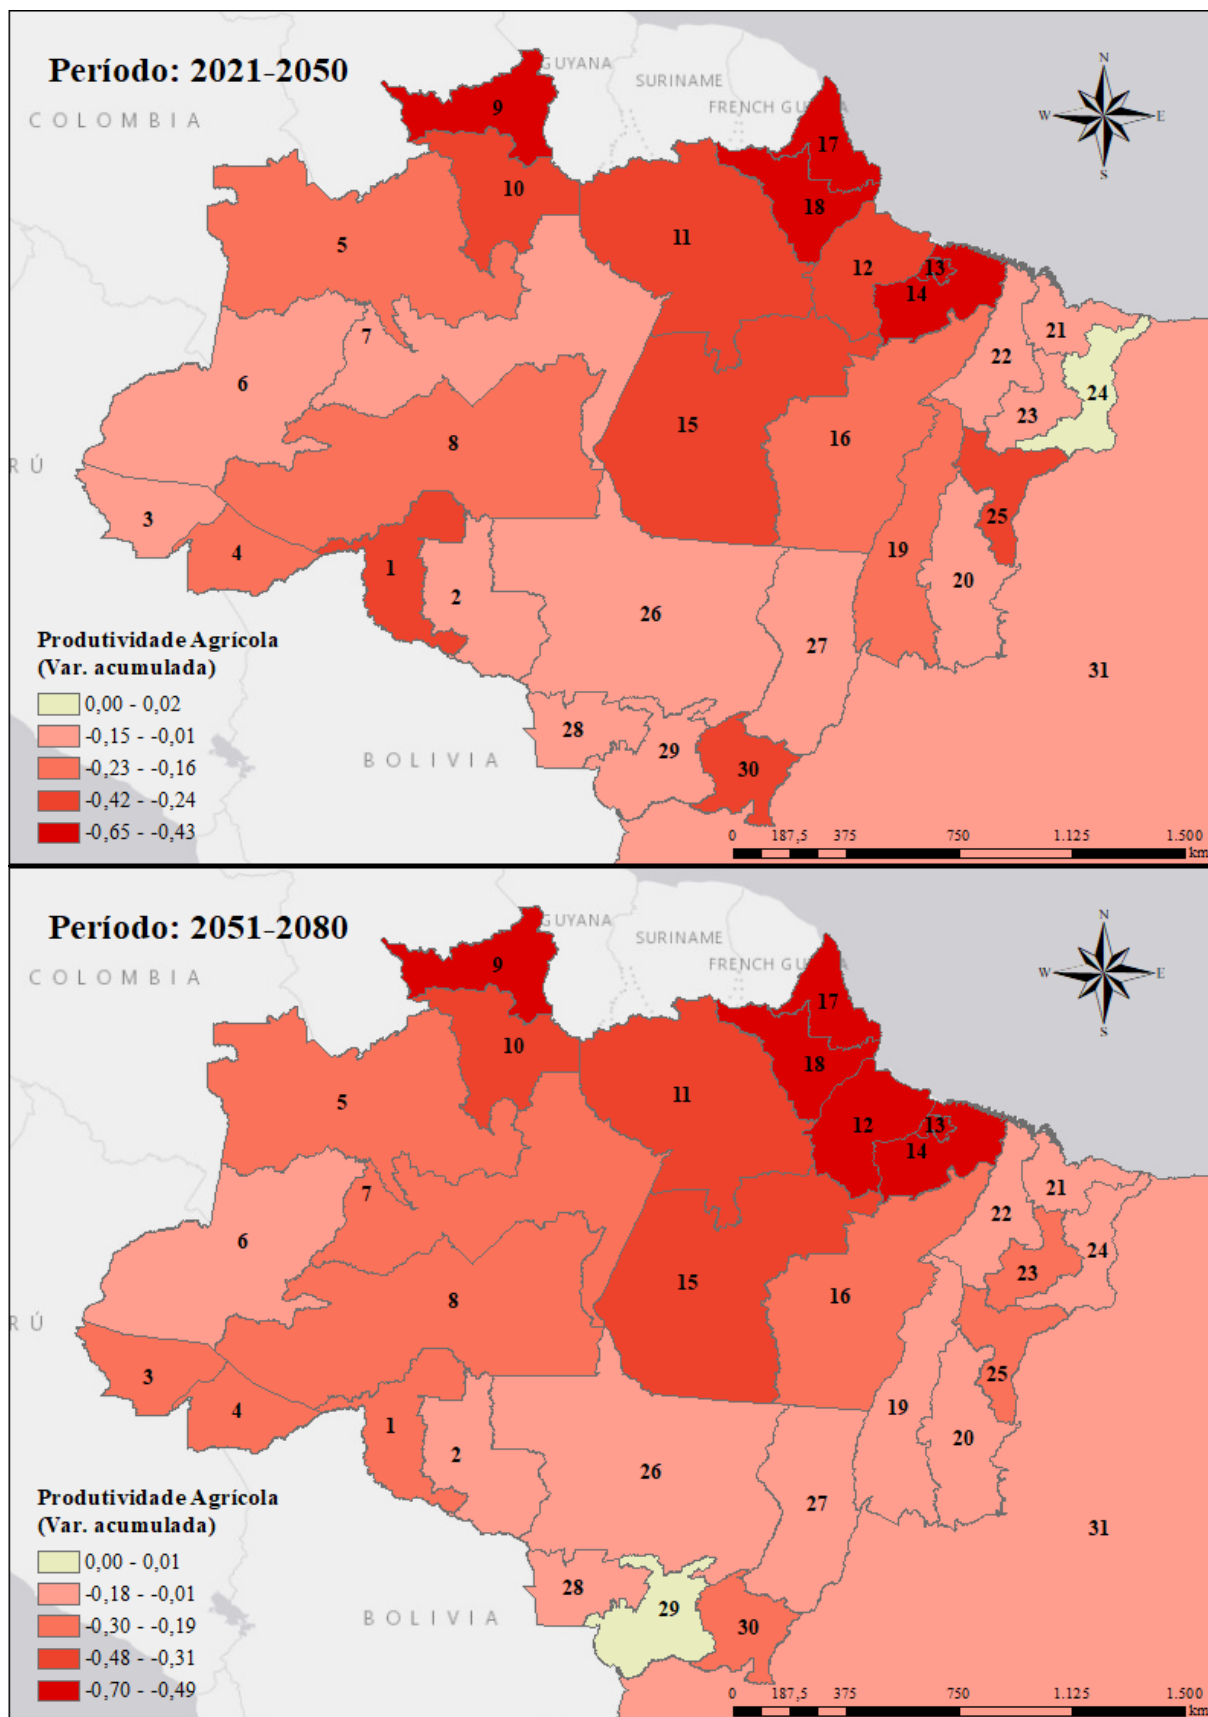 Período: 2021-2050
GUYANA
SURINAME
FRENCH GU
A
COLOMBIA
N
W
E
S
9
17
10
18
5
11
12
13
14
7
21
22
6
24
23
15
16
8
25
3
4
19
1
20
2
26
27
31
28
29
30
RÚ
BOLIVIA
Produtividade Agrícola
(Var. acumulada)
0,00 - 0,02
-0,15 - -0,01
-0,23 - -0,16
-0,42 - -0,24
-0,65 - -0,43
0 187,5 375 750 1.125 1.500
km
Período: 2051-2080
GUYANA
SURINAME
FRENCH GU
A
COLOMBIA
N
W
E
S
9
17
10
18
5
11
12
13
14
7
21
22
6
24
23
15
16
8
25
3
4
19
1
20
2
26
27
31
28
29
30
RÚ
BOLIVIA
Produtividade Agrícola
(Var. acumulada)
0,00 - 0,01
-0,18 - -0,01
-0,30 - -0,19
-0,48 - -0,31
-0,70 - -0,49
0 187,5 375 750 1.125 1.500
km